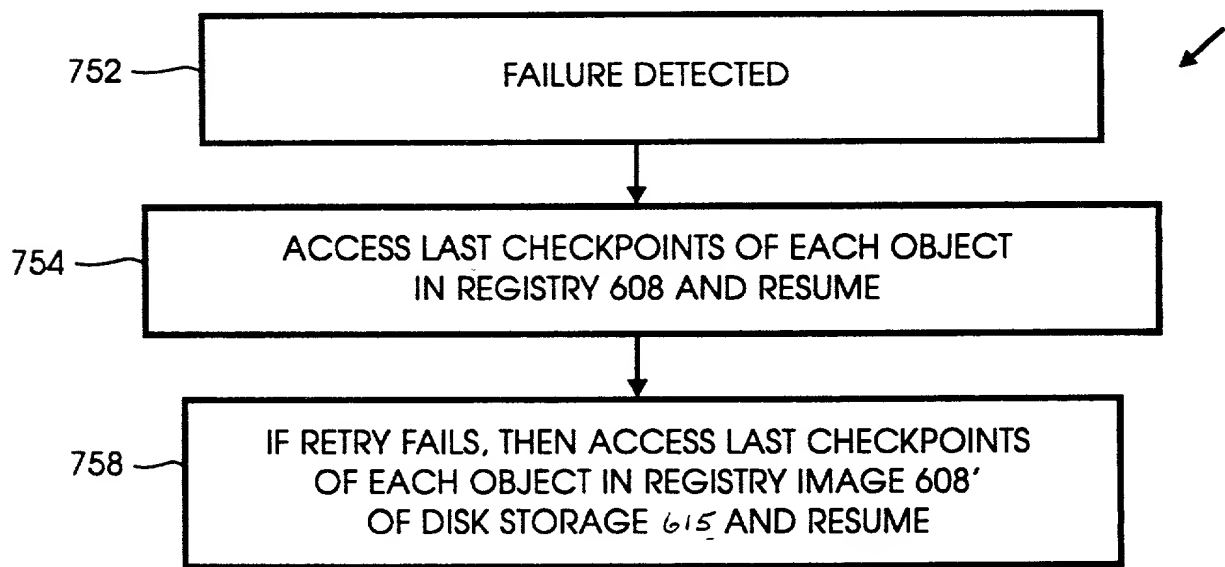 752
FAILURE DETECTED
754
ACCESS LAST CHECKPOINTS OF EACH OBJECT
IN REGISTRY 608 AND RESUME
758
IF RETRY FAILS, THEN ACCESS LAST CHECKPOINTS
OF EACH OBJECT IN REGISTRY IMAGE 608'
OF DISK STORAGE 615 AND RESUME